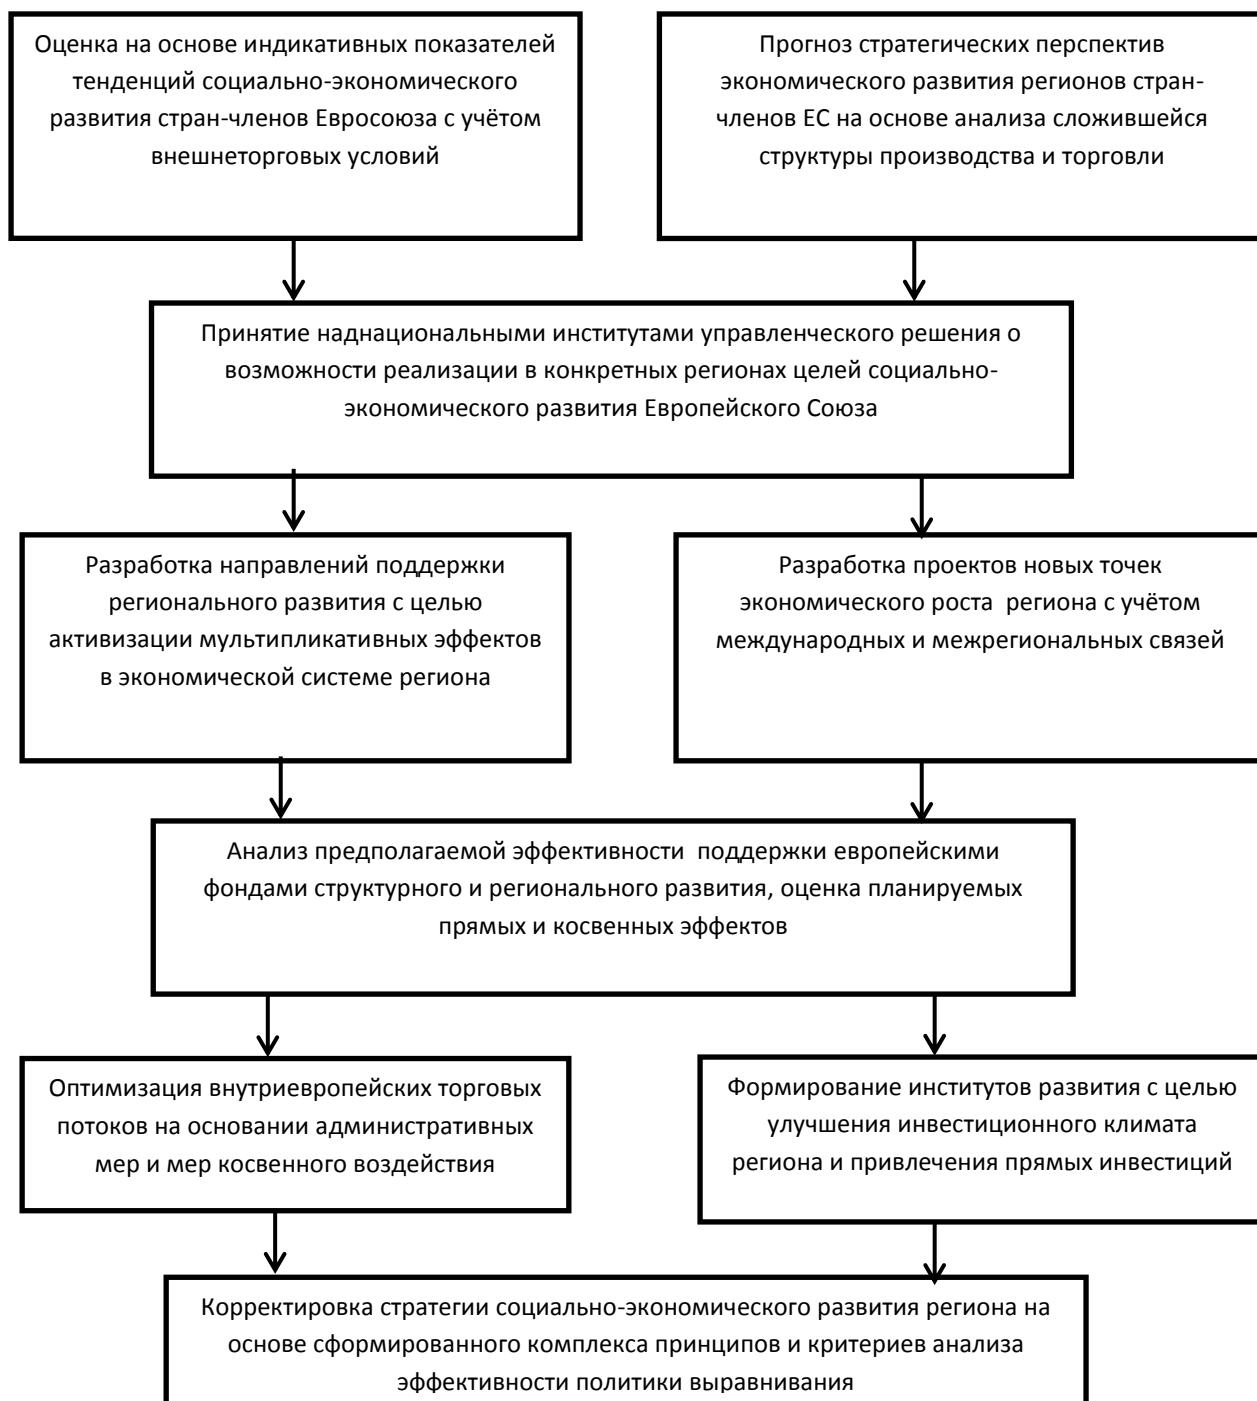 Оценка на основе индикативных показателей
тенденций социально-экономического
развития стран-членов Евросоюза с учётом
внешнеторговых условий
Прогноз стратегических перспектив
экономического развития регионов стран-
членов ЕС на основе анализа сложившейся
структуры производства и торговли
Принятие наднациональными институтами управленческого решения о
возможности реализации в конкретных регионах целей социально-
экономического развития Европейского Союза
Разработка направлений поддержки
регионального развития с целью
активизации мультипликативных эффектов
в экономической системе региона
Разработка проектов новых точек
экономического роста  региона с учётом
международных и межрегиональных связей
Анализ предполагаемой эффективности  поддержки европейскими
фондами структурного и регионального развития, оценка планируемых
прямых и косвенных эффектов
Оптимизация внутриевропейских торговых
потоков на основании административных
мер и мер косвенного воздействия
Формирование институтов развития с целью
улучшения инвестиционного климата
региона и привлечения прямых инвестиций
Корректировка стратегии социально-экономического развития региона на
основе сформированного комплекса принципов и критериев анализа
эффективности политики выравнивания